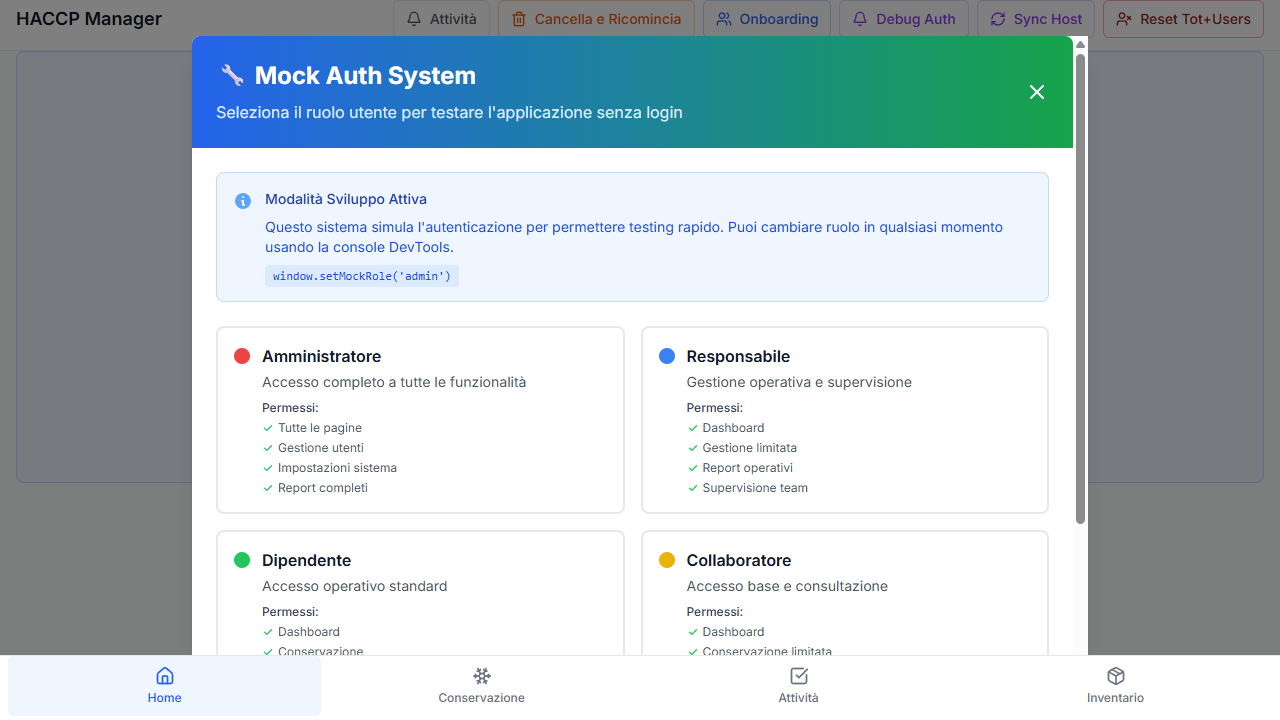 HACCP Manager
Attività
Cancella e Ricomincia
Onboarding
Debug Auth
Sync Host
Reset Tot+Users
Mock Auth System
Seleziona il ruolo utente per testare l'applicazione senza login
Modalità Sviluppo Attiva
Questo sistema simula l'autenticazione per permettere testing rapido. Puoi cambiare ruolo in qualsiasi momento
usando la console DevTools.
window.setMockRole('admin')
Amministratore
Accesso completo a tutte le funzionalità
Permessi:
Tutte le pagine
Gestione utenti
Impostazioni sistema
Report completi
Responsabile
Gestione operativa e supervisione
Permessi:
Dashboard
Gestione limitata
Report operativi
Supervisione team
Dipendente
Accesso operativo standard
Permessi:
Dashboard
Conservazione
Collaboratore
Accesso base e consultazione
Permessi:
Dashboard
Conservazione limitata
Home
Conservazione
Attività
Inventario